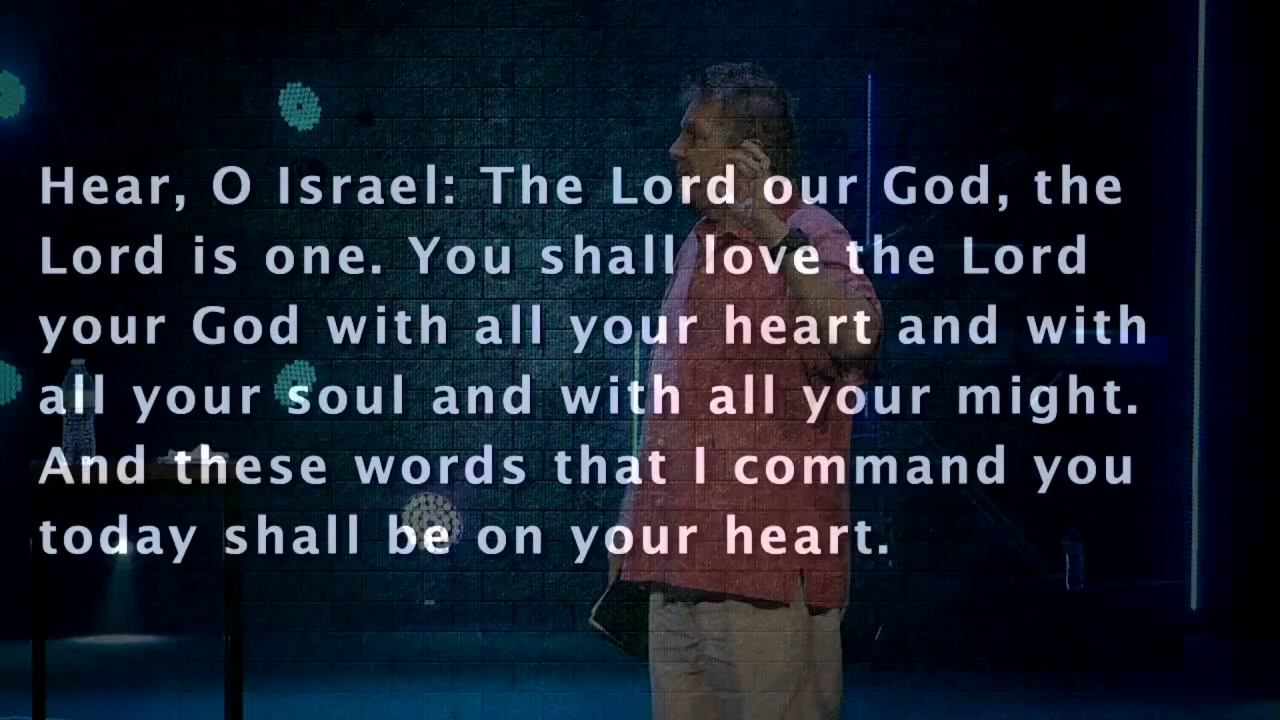 Hear, O Israel: The Lord our God, the
Lord is one. You shall love the Lord
your God with all your heart and with
all your soul and with all your might.
And these words that I command you
today shall be on your heart.